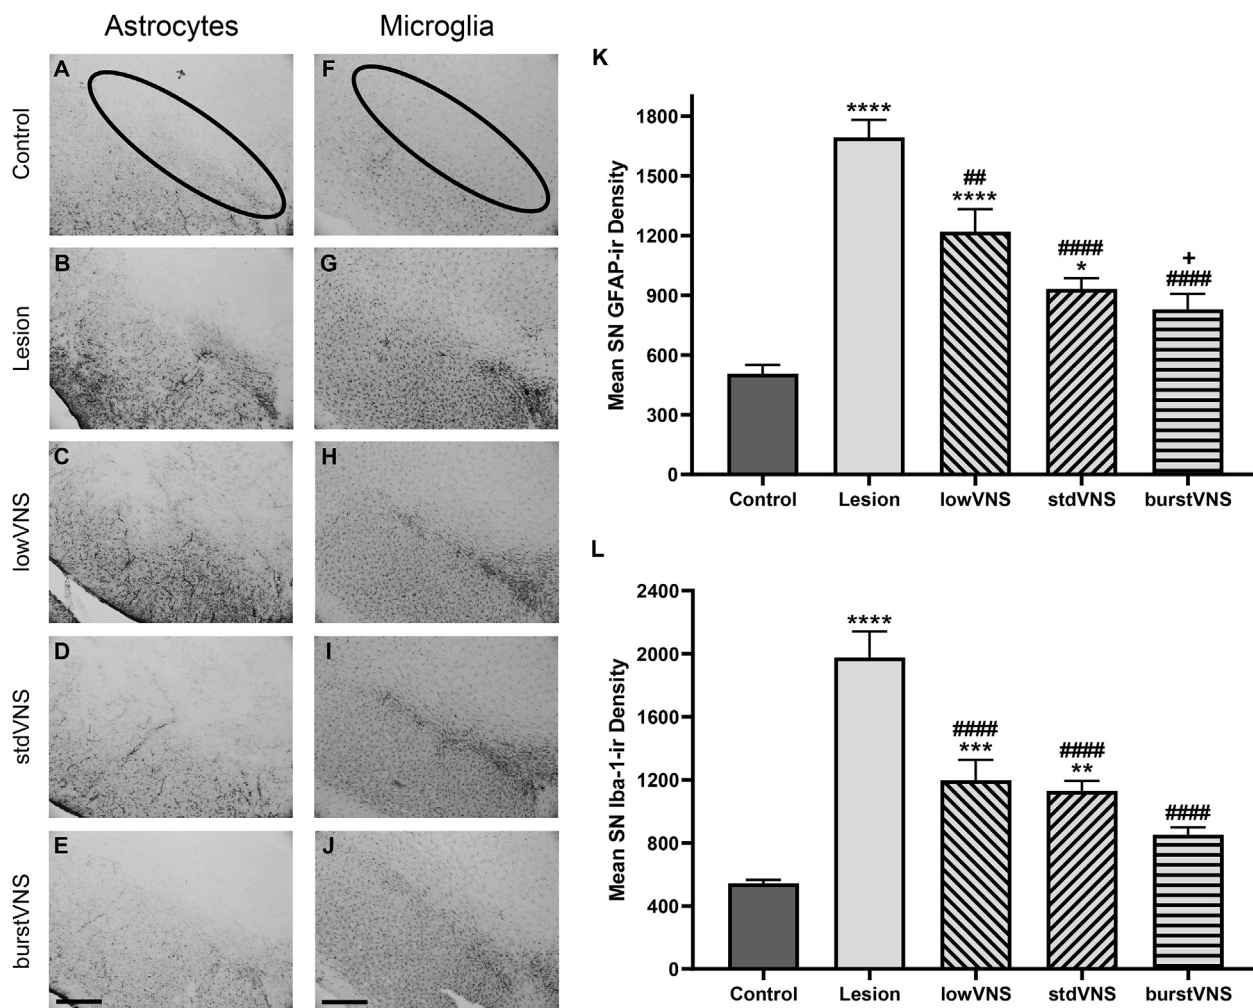 Astrocytes
Microglia
Control
A
F
Lesion
B
G
lowVNS
C
H
stdVNS
D
I
burstVNS
E
J
K
Mean SN GFAP-ir Density
1800
1500
1200
900
600
300
0
****
##
****
####
*
+
####
Control
Lesion
lowVNS
stdVNS
burstVNS
L
Mean SN Iba-1-ir Density
2400
2000
1600
1200
800
400
0
****
####
***
####
**
####
Control
Lesion
lowVNS
stdVNS
burstVNS